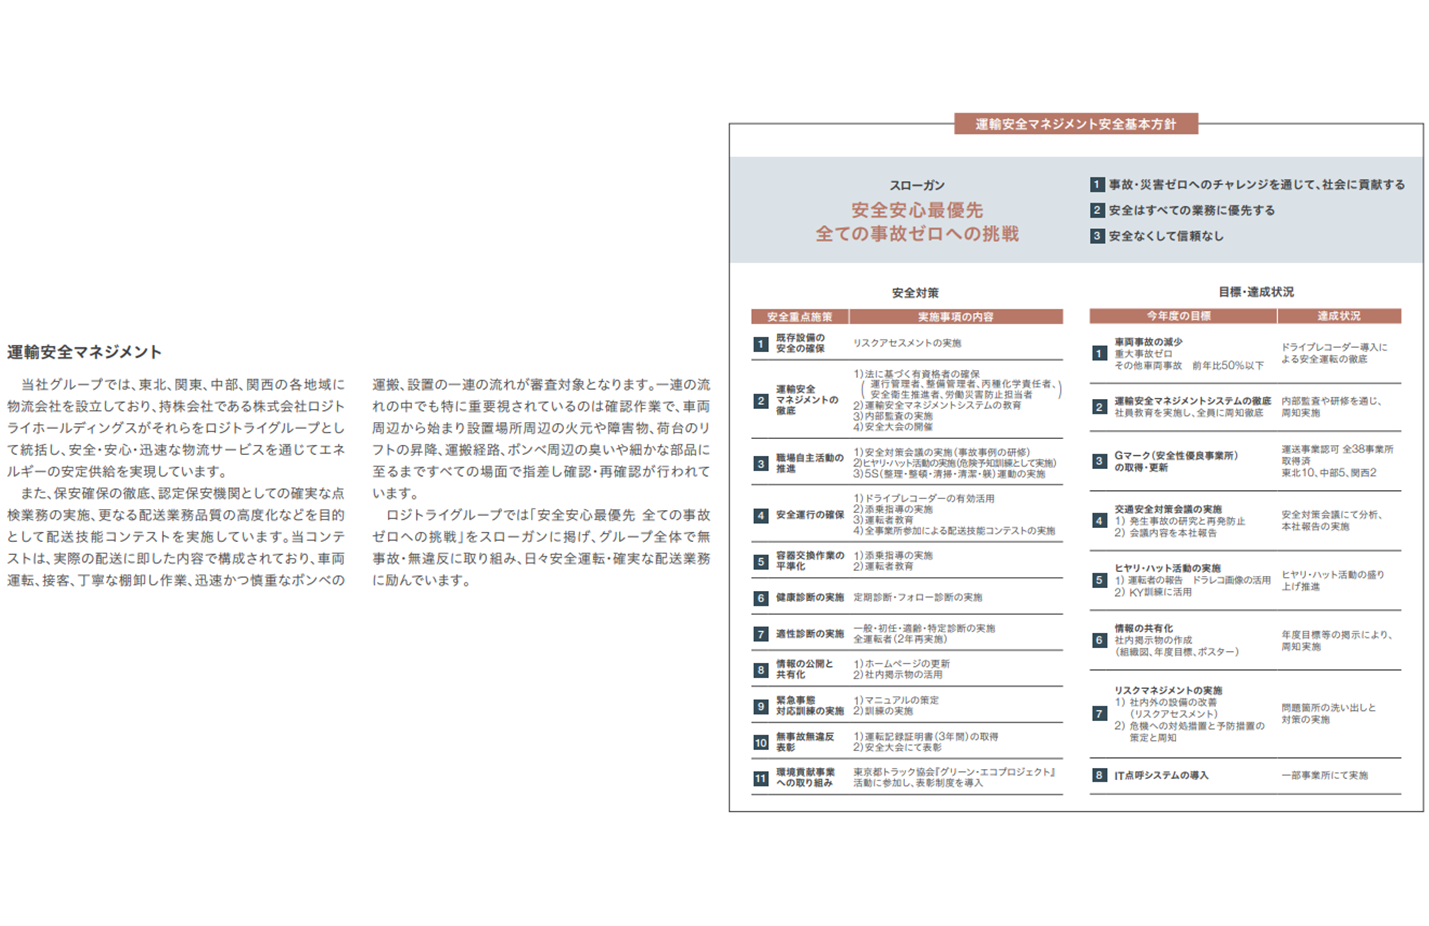 運輸安全マネジメント
　当社グループでは、東北、関東、中部、関西の各地域に
物流会社を設立しており、持株会社である株式会社ロジト
ライホールディングスがそれらをロジトライグループとし
て統括し、安全・安心・迅速な物流サービスを通じてエネ
ルギーの安定供給を実現しています。
　また、保安確保の徹底、認定保安機関としての確実な点
検業務の実施、更なる配送業務品質の高度化などを目的
として配送技能コンテストを実施しています。当コンテ
ストは、実際の配送に即した内容で構成されており、車両
運転、接客、丁寧な棚卸し作業、迅速かつ慎重なボンベの
運搬、設置の一連の流れが審査対象となります。一連の流
れの中でも特に重要視されているのは確認作業で、車両
周辺から始まり設置場所周辺の火元や障害物、荷台のリ
フトの昇降、運搬経路、ボンベ周辺の臭いや細かな部品に
至るまですべての場面で指差し確認・再確認が行われて
います。
　ロジトライグループでは「安全安心最優先 全ての事故
ゼロへの挑戦」をスローガンに掲げ、グループ全体で無
事故・無違反に取り組み、日々安全運転・確実な配送業務
に励んでいます。
運輸安全マネジメント安全基本方針
スローガン
安全安心最優先
全ての事故ゼロへの挑戦
1 事故・災害ゼロへのチャレンジを通じて、社会に貢献する
2 安全はすべての業務に優先する
3 安全なくして信頼なし
安全対策
安全重点施策 実施事項の内容
1 既存設備の
安全の確保
リスクアセスメントの実施
2 運輸安全
マネジメントの
徹底
1)法に基づく有資格者の確保
(運行管理者、整備管理者、丙種化学責任者、
安全衛生推進者、労働災害防止担当者)
2)運輸安全マネジメントシステムの教育
3)内部監査の実施
4)安全大会の開催
3 職場自主活動の
推進
1)安全対策会議の実施(事故事例の研修)
2)ヒヤリ・ハット活動の実施(危険予知訓練として実施)
3)5S(整理・整頓・清掃・清潔・躾)運動の実施
4 安全運行の確保
1)ドライブレコーダーの有効活用
2)添乗指導の実施
3)運転者教育
4)全事業所参加による配送技能コンテストの実施
5 容器交換作業の
平準化
1)添乗指導の実施
2)運転者教育
6 健康診断の実施 定期診断・フォロー診断の実施
7 適性診断の実施
一般・初任・適齢・特定診断の実施
全運転者(2年再実施)
8 情報の公開と
共有化
1)ホームページの更新
2)社内掲示物の活用
9 緊急事態
対応訓練の実施
1)マニュアルの策定
2)訓練の実施
10 無事故無違反
表彰
1)運転記録証明書(3年間)の取得
2)安全大会にて表彰
11 環境貢献事業
への取り組み
東京都トラック協会『グリーン・エコプロジェクト』
活動に参加し、表彰制度を導入
目標・達成状況
今年度の目標 達成状況
1 車両事故の減少
重大事故ゼロ
その他車両事故　前年比50%以下
ドライブレコーダー導入に
よる安全運転の徹底
2 運輸安全マネジメントシステムの徹底
社員教育を実施し、全員に周知徹底
内部監査や研修を通じ、
周知実施
3 Gマーク(安全性優良事業所)
の取得・更新
運送事業認可 全38事業所
取得済
東北10、中部5、関西2
4 交通安全対策会議の実施
1) 発生事故の研究と再発防止
2) 会議内容を本社報告
安全対策会議にて分析、
本社報告の実施
5 ヒヤリ・ハット活動の実施
1) 運転者の報告　ドラレコ画像の活用
2) KY訓練に活用
ヒヤリ・ハット活動の盛り
上げ推進
6 情報の共有化
社内掲示物の作成
(組織図、年度目標、ポスター)
年度目標等の掲示により、
周知実施
7 リスクマネジメントの実施
1) 社内外の設備の改善
(リスクアセスメント)
2) 危機への対処措置と予防措置の
策定と周知
問題箇所の洗い出しと
対策の実施
8 IT点呼システムの導入 一部事業所にて実施